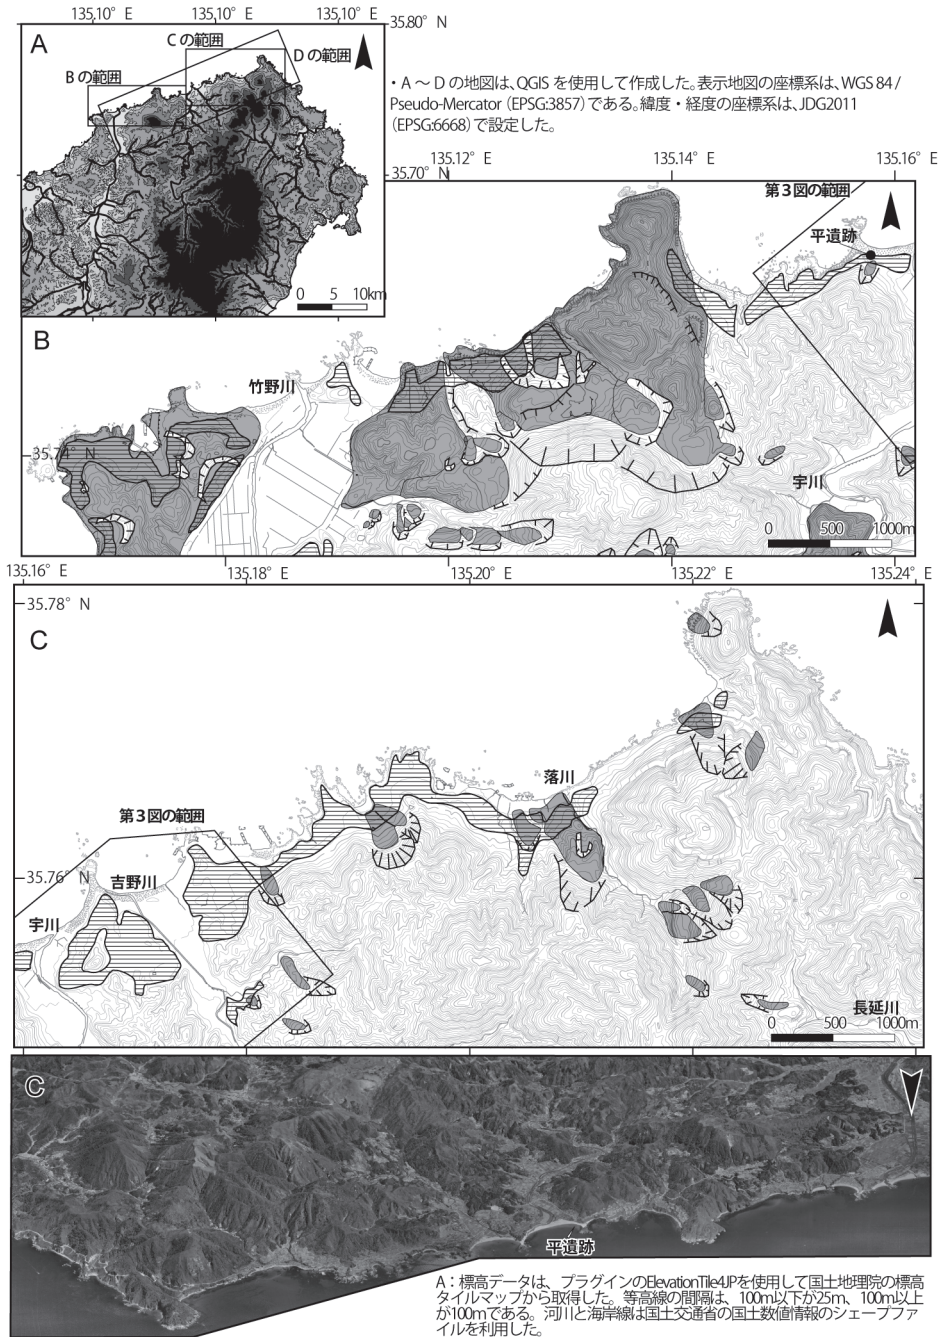 135.10° E
135.10° E
135.10° E
35.80° N
A
Cの範囲
Dの範囲
Bの範囲
・A～Dの地図は、QGISを使用して作成した。表示地図の座標系は、WGS 84 /
Pseudo-Mercator（EPSG:3857）である。緯度・経度の座標系は、JDG2011
（EPSG:6668）で設定した。
135.12° E
135.14° E
135.16° E
35.70° N
第３図の範囲
平遺跡
0 5 10km
B
竹野川
35.74° N
宇川
0 500 1000m
135.16° E
135.18° E
135.20° E
135.22° E
135.24° E
35.78° N
C
落川
第３図の範囲
35.76° N
吉野川
宇川
長延川
0 500 1000m
C
平遺跡
A：標高データは、プラグインのElevationTile4JPを使用して国土地理院の標高
タイルマップから取得した。等高線の間隔は、100m以下が25m、100m以上
が100mである。河川と海岸線は国土交通省の国土数値情報のシェープファ
イルを利用した。